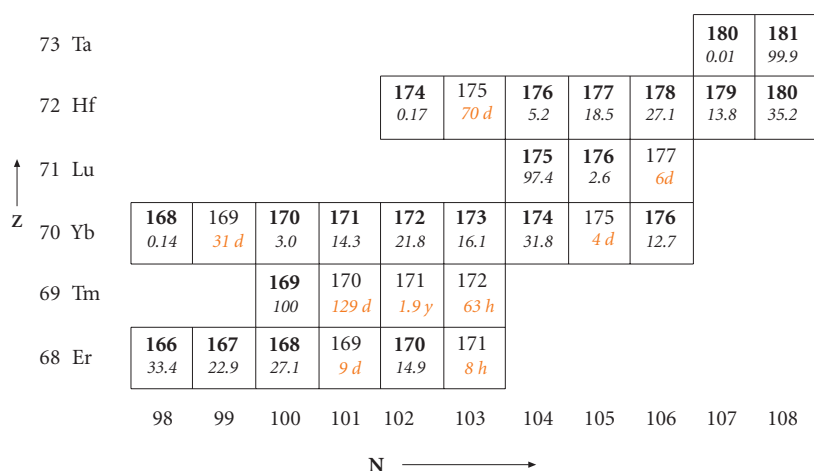 73 Ta 180 181
0.01 99.9
72 Hf 174 175 176 177 178 179 180
0.17 70 d 5.2 18.5 27.1 13.8 35.2
71 Lu 175 176 177
97.4 2.6 6d
Z
70 Yb 168 169 170 171 172 173 174 175 176
0.14 31 d 3.0 14.3 21.8 16.1 31.8 4 d 12.7
69 Tm 169 170 171 172
100 129 d 1.9 y 63 h
68 Er 166 167 168 169 170 171
33.4 22.9 27.1 9 d 14.9 8 h
98 99 100 101 102 103 104 105 106 107 108
N